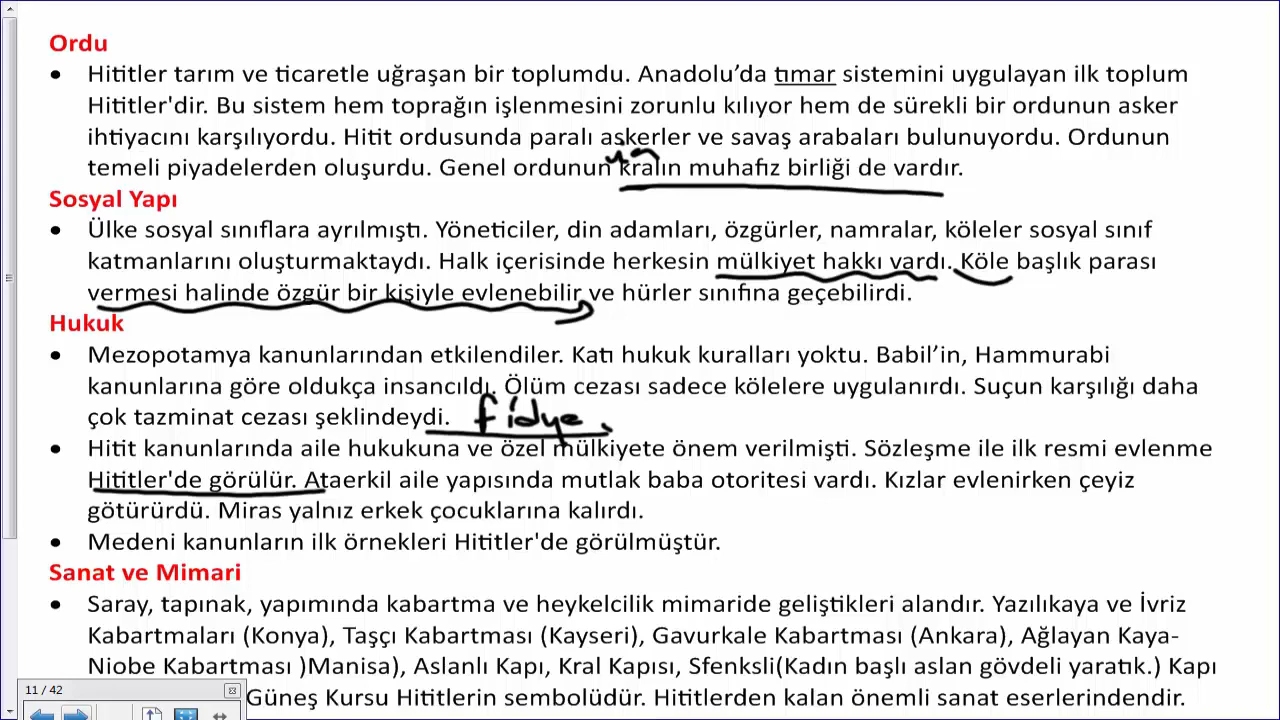 Ordu
• Hititler tarım ve ticaretle uğraşan bir toplumdu. Anadolu’da tımar sistemini uygulayan ilk toplum
Hititler'dir. Bu sistem hem toprağın işlenmesini zorunlu kılıyor hem de sürekli bir ordunun asker
ihtiyacını karşılıyordu. Hitit ordusunda paralı askerler ve savaş arabaları bulunuyordu. Ordunun
temeli piyadelerden oluşurdu. Genel ordunun kralın muhafız birliği de vardır.
Sosyal Yapı
• Ülke sosyal sınıflara ayrılmıştı. Yöneticiler, din adamları, özgürler, namralar, köleler sosyal sınıf
katmanlarını oluşturmaktaydı. Halk içerisinde herkesin mülkiyet hakkı vardı. Köle başlık parası
vermesi halinde özgür bir kişiyle evlenebilir ve hürler sınıfına geçebilirdi.
Hukuk
• Mezopotamya kanunlarından etkilendiler. Katı hukuk kuralları yoktu. Babil’in, Hammurabi
kanunlarına göre oldukça insancıldı. Ölüm cezası sadece kölelere uygulanırdı. Suçun karşılığı daha
çok tazminat cezası şeklindeydi. fidye
• Hitit kanunlarında aile hukukuna ve özel mülkiyete önem verilmişti. Sözleşme ile ilk resmi evlenme
Hititler'de görülür. Ataerkil aile yapısında mutlak baba otoritesi vardı. Kızlar evlenirken çeyiz
götürürdü. Miras yalnız erkek çocuklarına kalırdı.
• Medeni kanunların ilk örnekleri Hititler'de görülmüştür.
Sanat ve Mimari
• Saray, tapınak, yapımında kabartma ve heykelcilik mimaride geliştikleri alandır. Yazılıkaya ve İvriz
Kabartmaları (Konya), Taşçı Kabartması (Kayseri), Gavurkale Kabartması (Ankara), Ağlayan Kaya-
Niobe Kabartması )Manisa), Aslanlı Kapı, Kral Kapısı, Sfenksli(Kadın başlı aslan gövdeli yaratık.) Kapı
Güneş Kursu Hititlerin sembolüdür. Hititlerden kalan önemli sanat eserlerindendir.
11 / 42